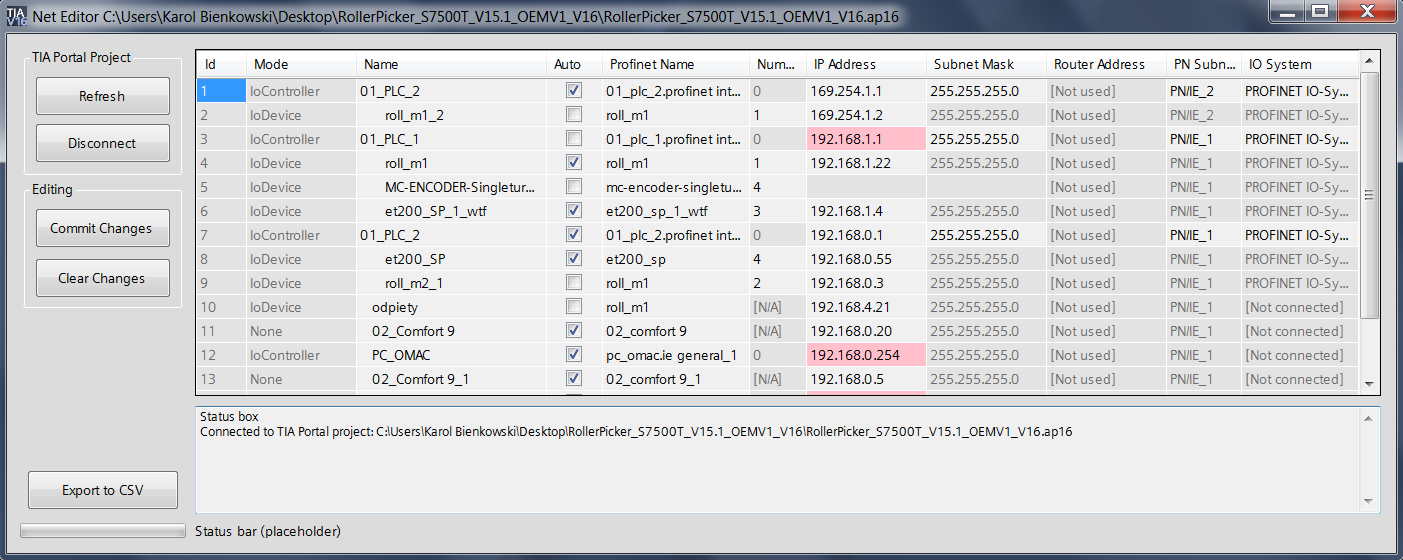 TIA V16 Net Editor C:\Users\Karol Bienkowski\Desktop\RollerPicker_S7500T_V15.1_OEMV1_V16\RollerPicker_S7500T_V15.1_OEMV1_V16.ap16
TIA Portal Project
Refresh
Disconnect
Editing
Commit Changes
Clear Changes
Export to CSV
Id Mode Name Auto Profinet Name Num... IP Address Subnet Mask Router Address PN Subn... IO System
1 IoController 01_PLC_2 01_plc_2.profinet int... 0 169.254.1.1 255.255.255.0 [Not used] PN/IE_2 PROFINET IO-Sy...
2 IoDevice roll_m1_2 roll_m1 1 169.254.1.2 255.255.255.0 [Not used] PN/IE_2 PROFINET IO-Sy...
3 IoController 01_PLC_1 01_plc_1.profinet int... 0 192.168.1.1 255.255.255.0 [Not used] PN/IE_1 PROFINET IO-Sy...
4 IoDevice roll_m1 roll_m1 1 192.168.1.22 255.255.255.0 [Not used] PN/IE_1 PROFINET IO-Sy...
5 IoDevice MC-ENCODER-Singletur... mc-encoder-singletu... 4 [Not used] PN/IE_1 PROFINET IO-Sy...
6 IoDevice et200_SP_1_wtf et200_sp_1_wtf 3 192.168.1.4 255.255.255.0 [Not used] PN/IE_1 PROFINET IO-Sy...
7 IoController 01_PLC_2 01_plc_2.profinet int... 0 192.168.0.1 255.255.255.0 [Not used] PN/IE_1 PROFINET IO-Sy...
8 IoDevice et200_SP et200_sp 4 192.168.0.55 255.255.255.0 [Not used] PN/IE_1 PROFINET IO-Sy...
9 IoDevice roll_m2_1 roll_m1 2 192.168.0.3 255.255.255.0 [Not used] PN/IE_1 PROFINET IO-Sy...
10 IoDevice odpiety roll_m1 [N/A] 192.168.4.21 255.255.255.0 [Not used] PN/IE_1 [Not connected]
11 None 02_Comfort 9 02_comfort 9 [N/A] 192.168.0.20 255.255.255.0 [Not used] PN/IE_1 [Not connected]
12 IoController PC_OMAC pc_omac.ie general_1 0 192.168.0.254 255.255.255.0 [Not used] PN/IE_1 [Not connected]
13 None 02_Comfort 9_1 02_comfort 9_1 [N/A] 192.168.0.5 255.255.255.0 [Not used] PN/IE_1 [Not connected]
Status box
Connected to TIA Portal project: C:\Users\Karol Bienkowski\Desktop\RollerPicker_S7500T_V15.1_OEMV1_V16\RollerPicker_S7500T_V15.1_OEMV1_V16.ap16
Status bar (placeholder)